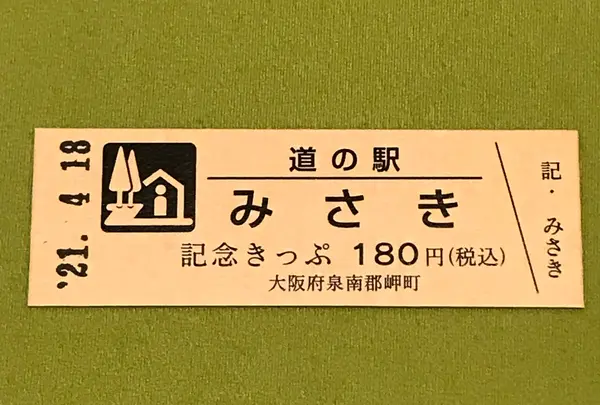 '21. 4 18
道の駅
みさき
記念きっぷ 180円(税込)
大阪府泉南郡岬町
記・みさき